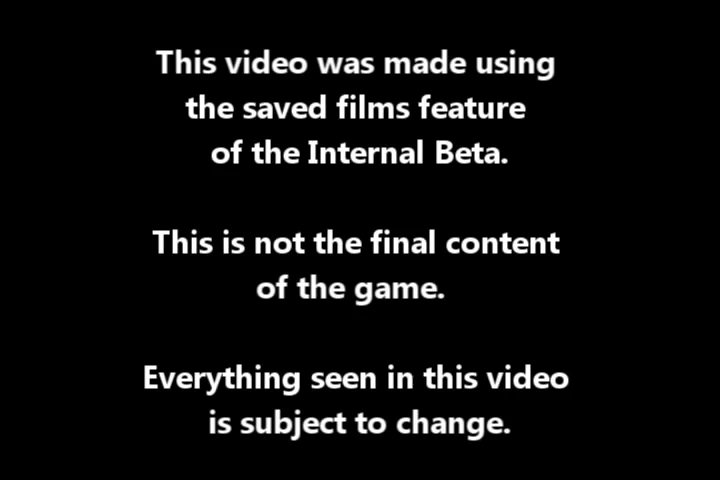 This video was made using
the saved films feature
of the Internal Beta.
This is not the final content
of the game.
Everything seen in this video
is subject to change.